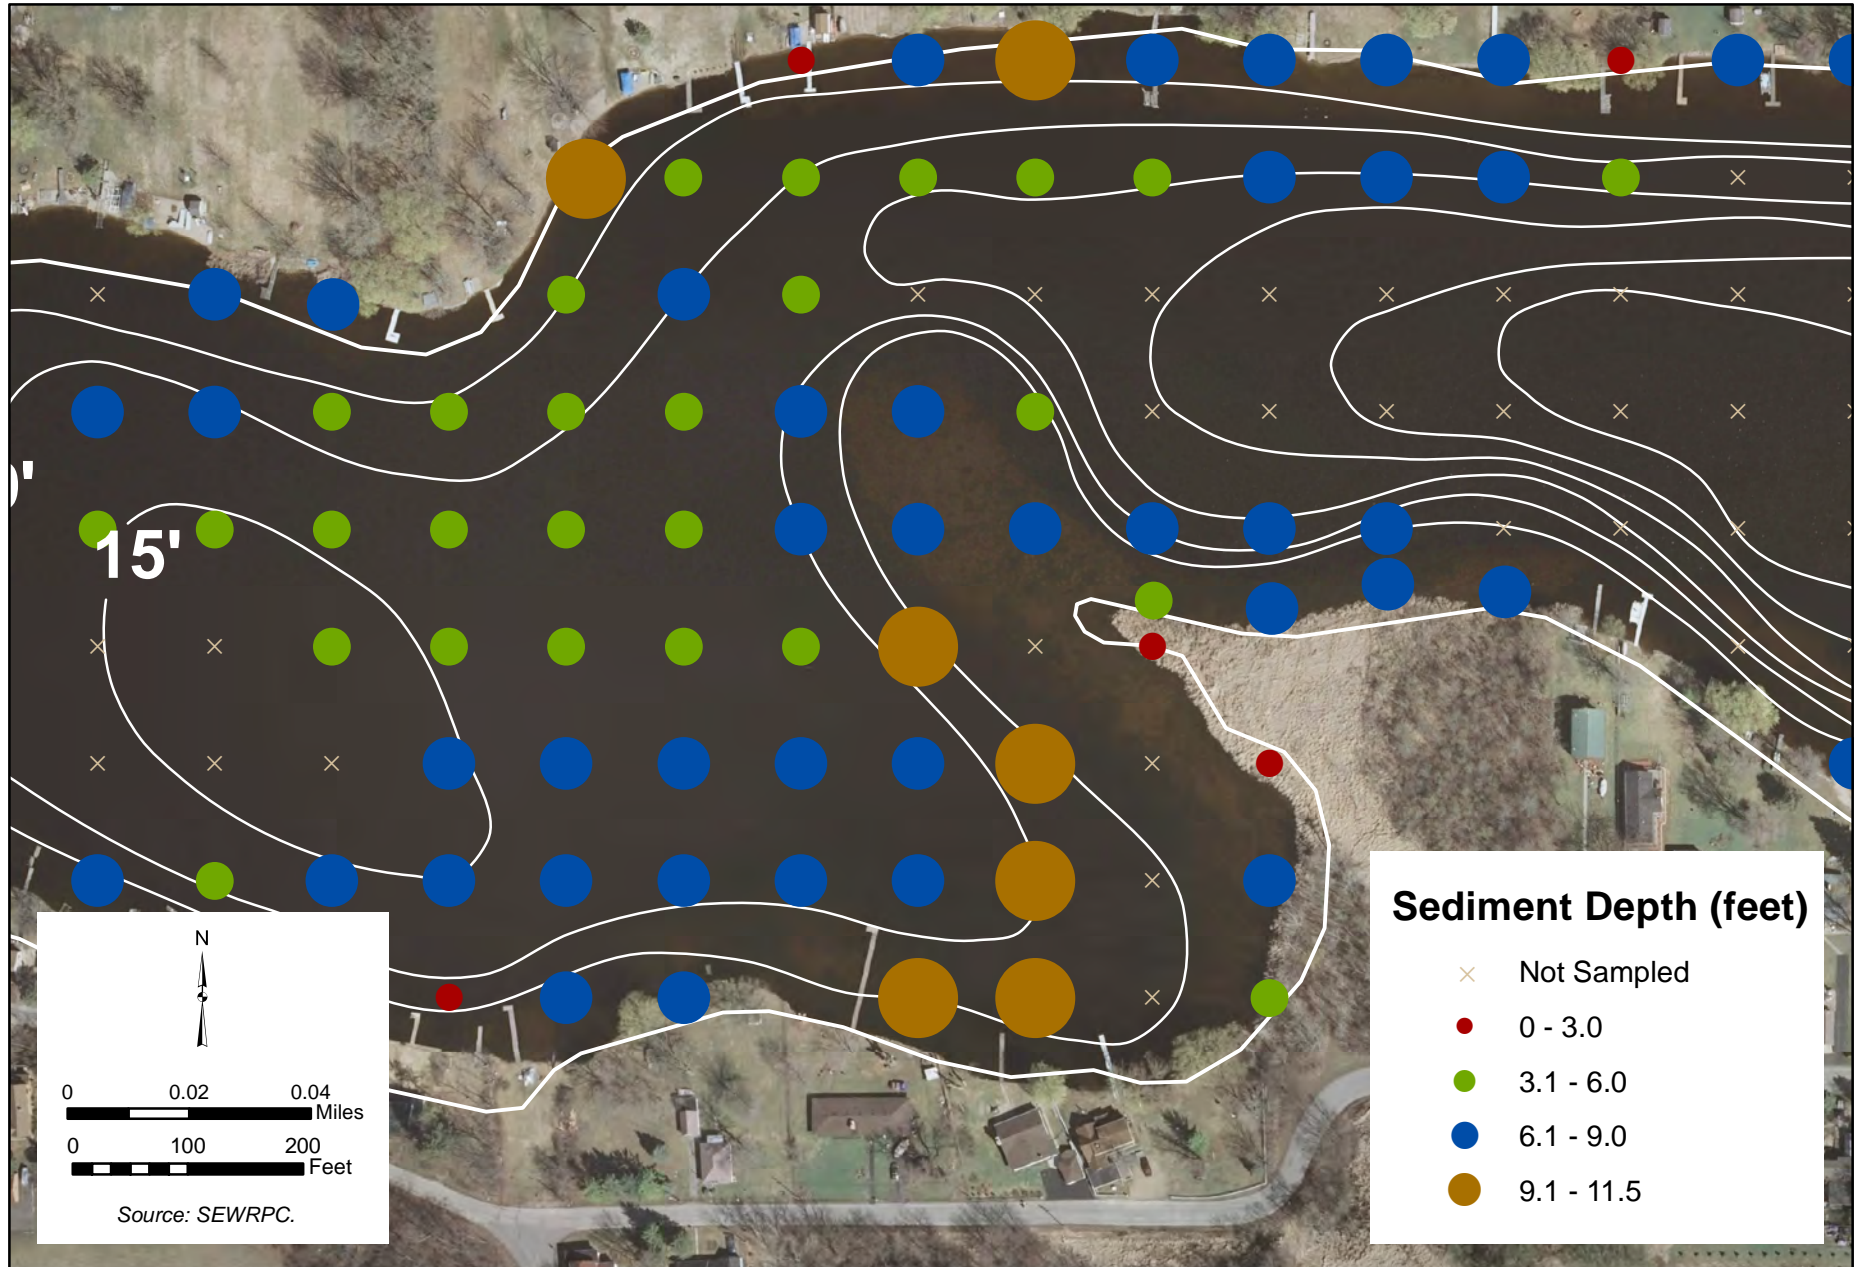 15'
Sediment Depth (feet)
Not Sampled
0 - 3.0
3.1 - 6.0
6.1 - 9.0
9.1 - 11.5
N
0 0.02 0.04
Miles
0 100 200
Feet
Source: SEWRPC.